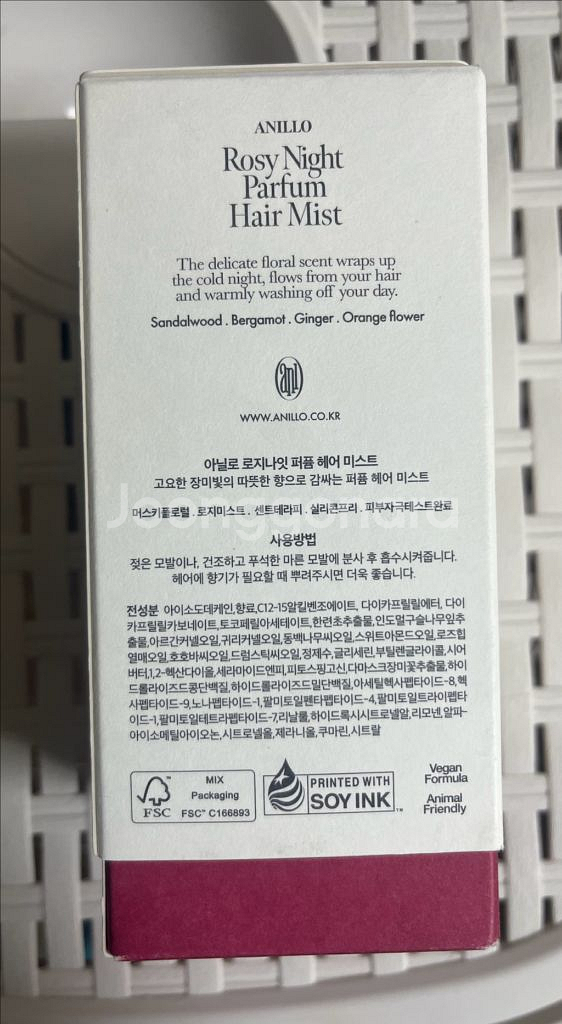 ANILLO
Rosy Night
Parfum
Hair Mist
The delicate floral scent wraps up
the cold night, flows from your hair
and warmly washing off your day.
Sandalwood . Bergamot . Ginger . Orange flower
anl
WWW.ANILLO.CO.KR
아닐로 로지나잇 퍼퓸 헤어 미스트
고요한 장미빛의 따뜻한 향으로 감싸는 퍼퓸 헤어 미스트
머스키플로럴 . 로지미스트 . 센트테라피 . 실리콘프리 . 피부자극테스트완료
Joonggonara
사용방법
젖은 모발이나, 건조하고 푸석한 마른 모발에 분사 후 흡수시켜줍니다.
헤어에 향기가 필요할 때 뿌려주시면 더욱 좋습니다.
전성분 아이소도데케인,향료,C12-15알킬벤조에이트, 다이카프릴릴에터, 다이
카프릴릴카보네이트,토코페릴아세테이트,한련초추출물,인도멀구슬나무잎추
출물,아르간커넬오일,귀리커넬오일,동백나무씨오일,스위트아몬드오일,로즈힙
열매오일,호호바씨오일,드럼스틱씨오일,정제수,글리세린,부틸렌글라이콜,시어
버터,1,2-헥산다이올,세라마이드엔피,피토스핑고신,다마스크장미꽃추출물,하이
드롤라이즈드콩단백질,하이드롤라이즈드밀단백질,아세틸헥사펩타이드-8,헥
사펩타이드-9,노나펩타이드-1,팔미토일펜타펩타이드-4,팔미토일트라이펩타
이드-1,팔미토일테트라펩타이드-7,리날룰,하이드록시시트로넬알,리모넨,알파-
아이소메틸아이오논,시트로넬올,제라니올,쿠마린,시트랄
FSC
MIX
Packaging
FSC™ C166893
PRINTED WITH
SOY INK™
Vegan
Formula
Animal
Friendly